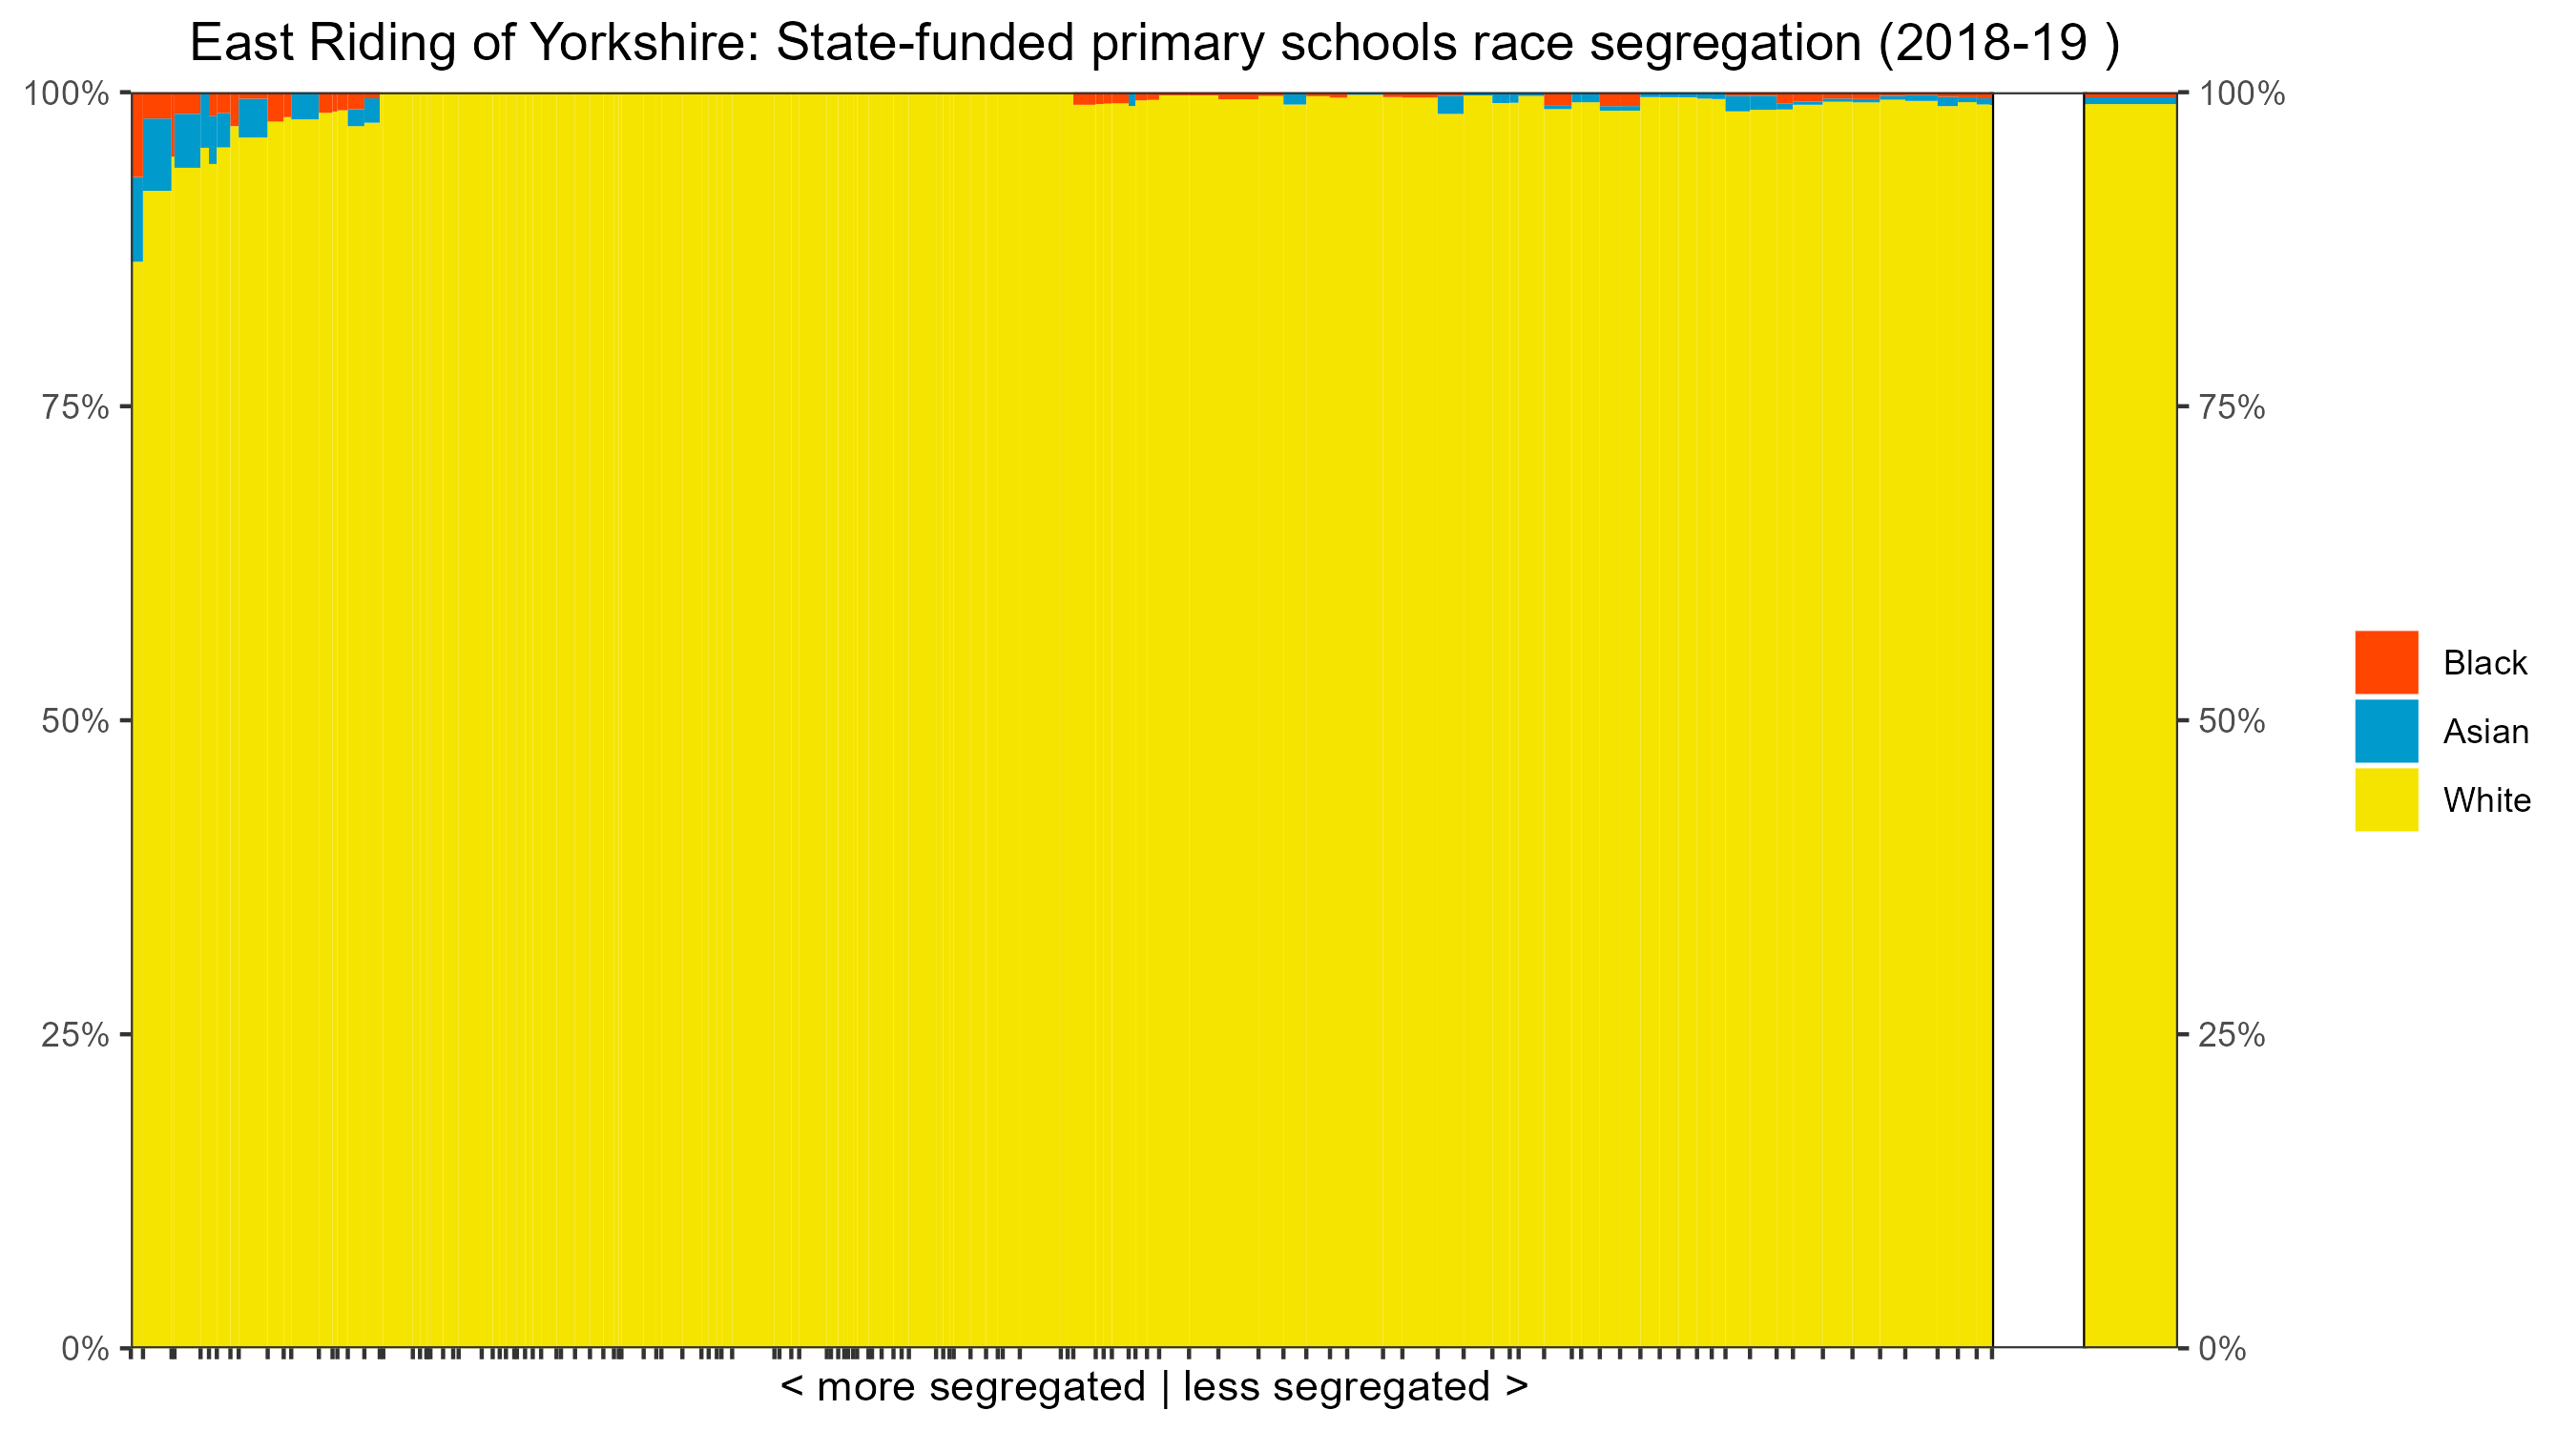 East Riding of Yorkshire: State-funded primary schools race segregation (2018-19 )
100%
75%
50%
25%
0%
100%
75%
50%
25%
0%
Black
Asian
White
< more segregated | less segregated >